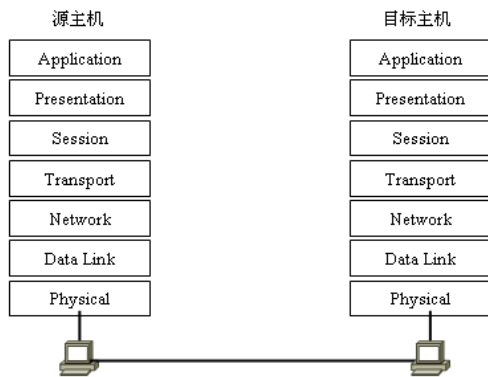 源主机 目标主机
Application Application
Presentation Presentation
Session Session
Transport Transport
Network Network
Data Link Data Link
Physical Physical